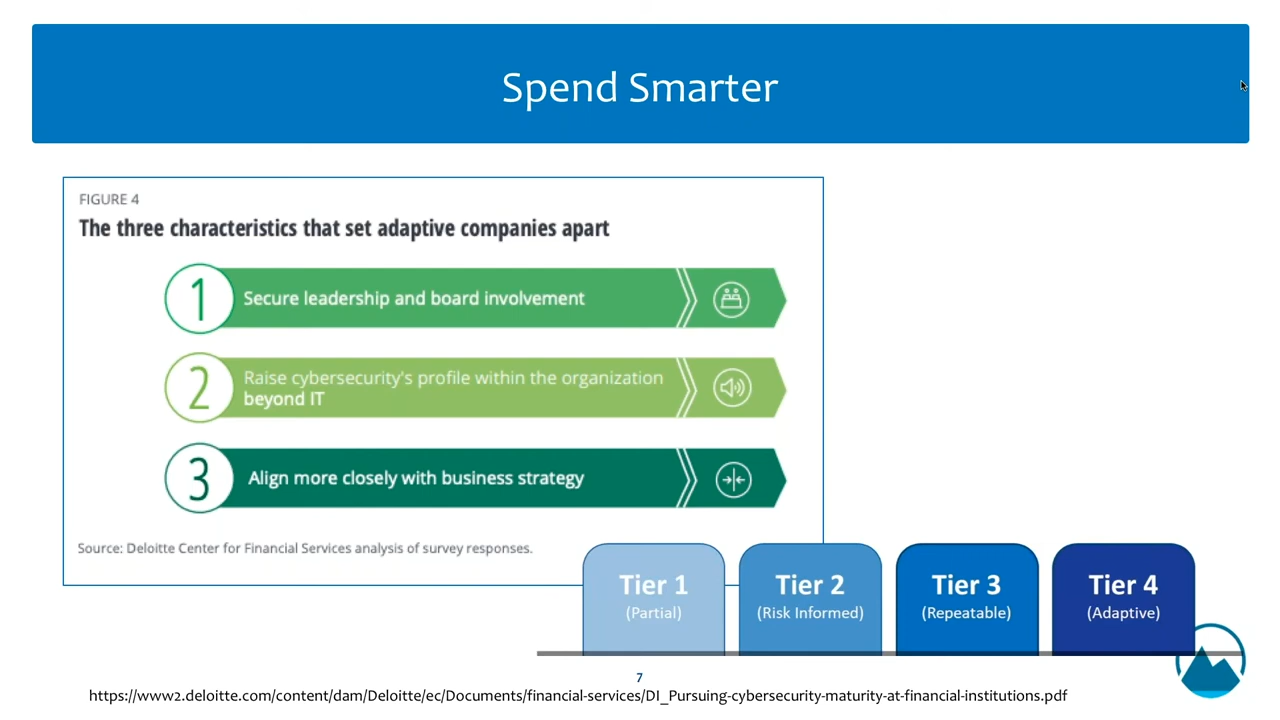 Spend Smarter
FIGURE 4
The three characteristics that set adaptive companies apart
1
Secure leadership and board involvement
2
Raise cybersecurity's profile within the organization
beyond IT
3
Align more closely with business strategy
Source: Deloitte Center for Financial Services analysis of survey responses.
Tier 1
(Partial)
Tier 2
(Risk Informed)
Tier 3
(Repeatable)
Tier 4
(Adaptive)
7
https://www2.deloitte.com/content/dam/Deloitte/ec/Documents/financial-services/DI_Pursuing-cybersecurity-maturity-at-financial-institutions.pdf